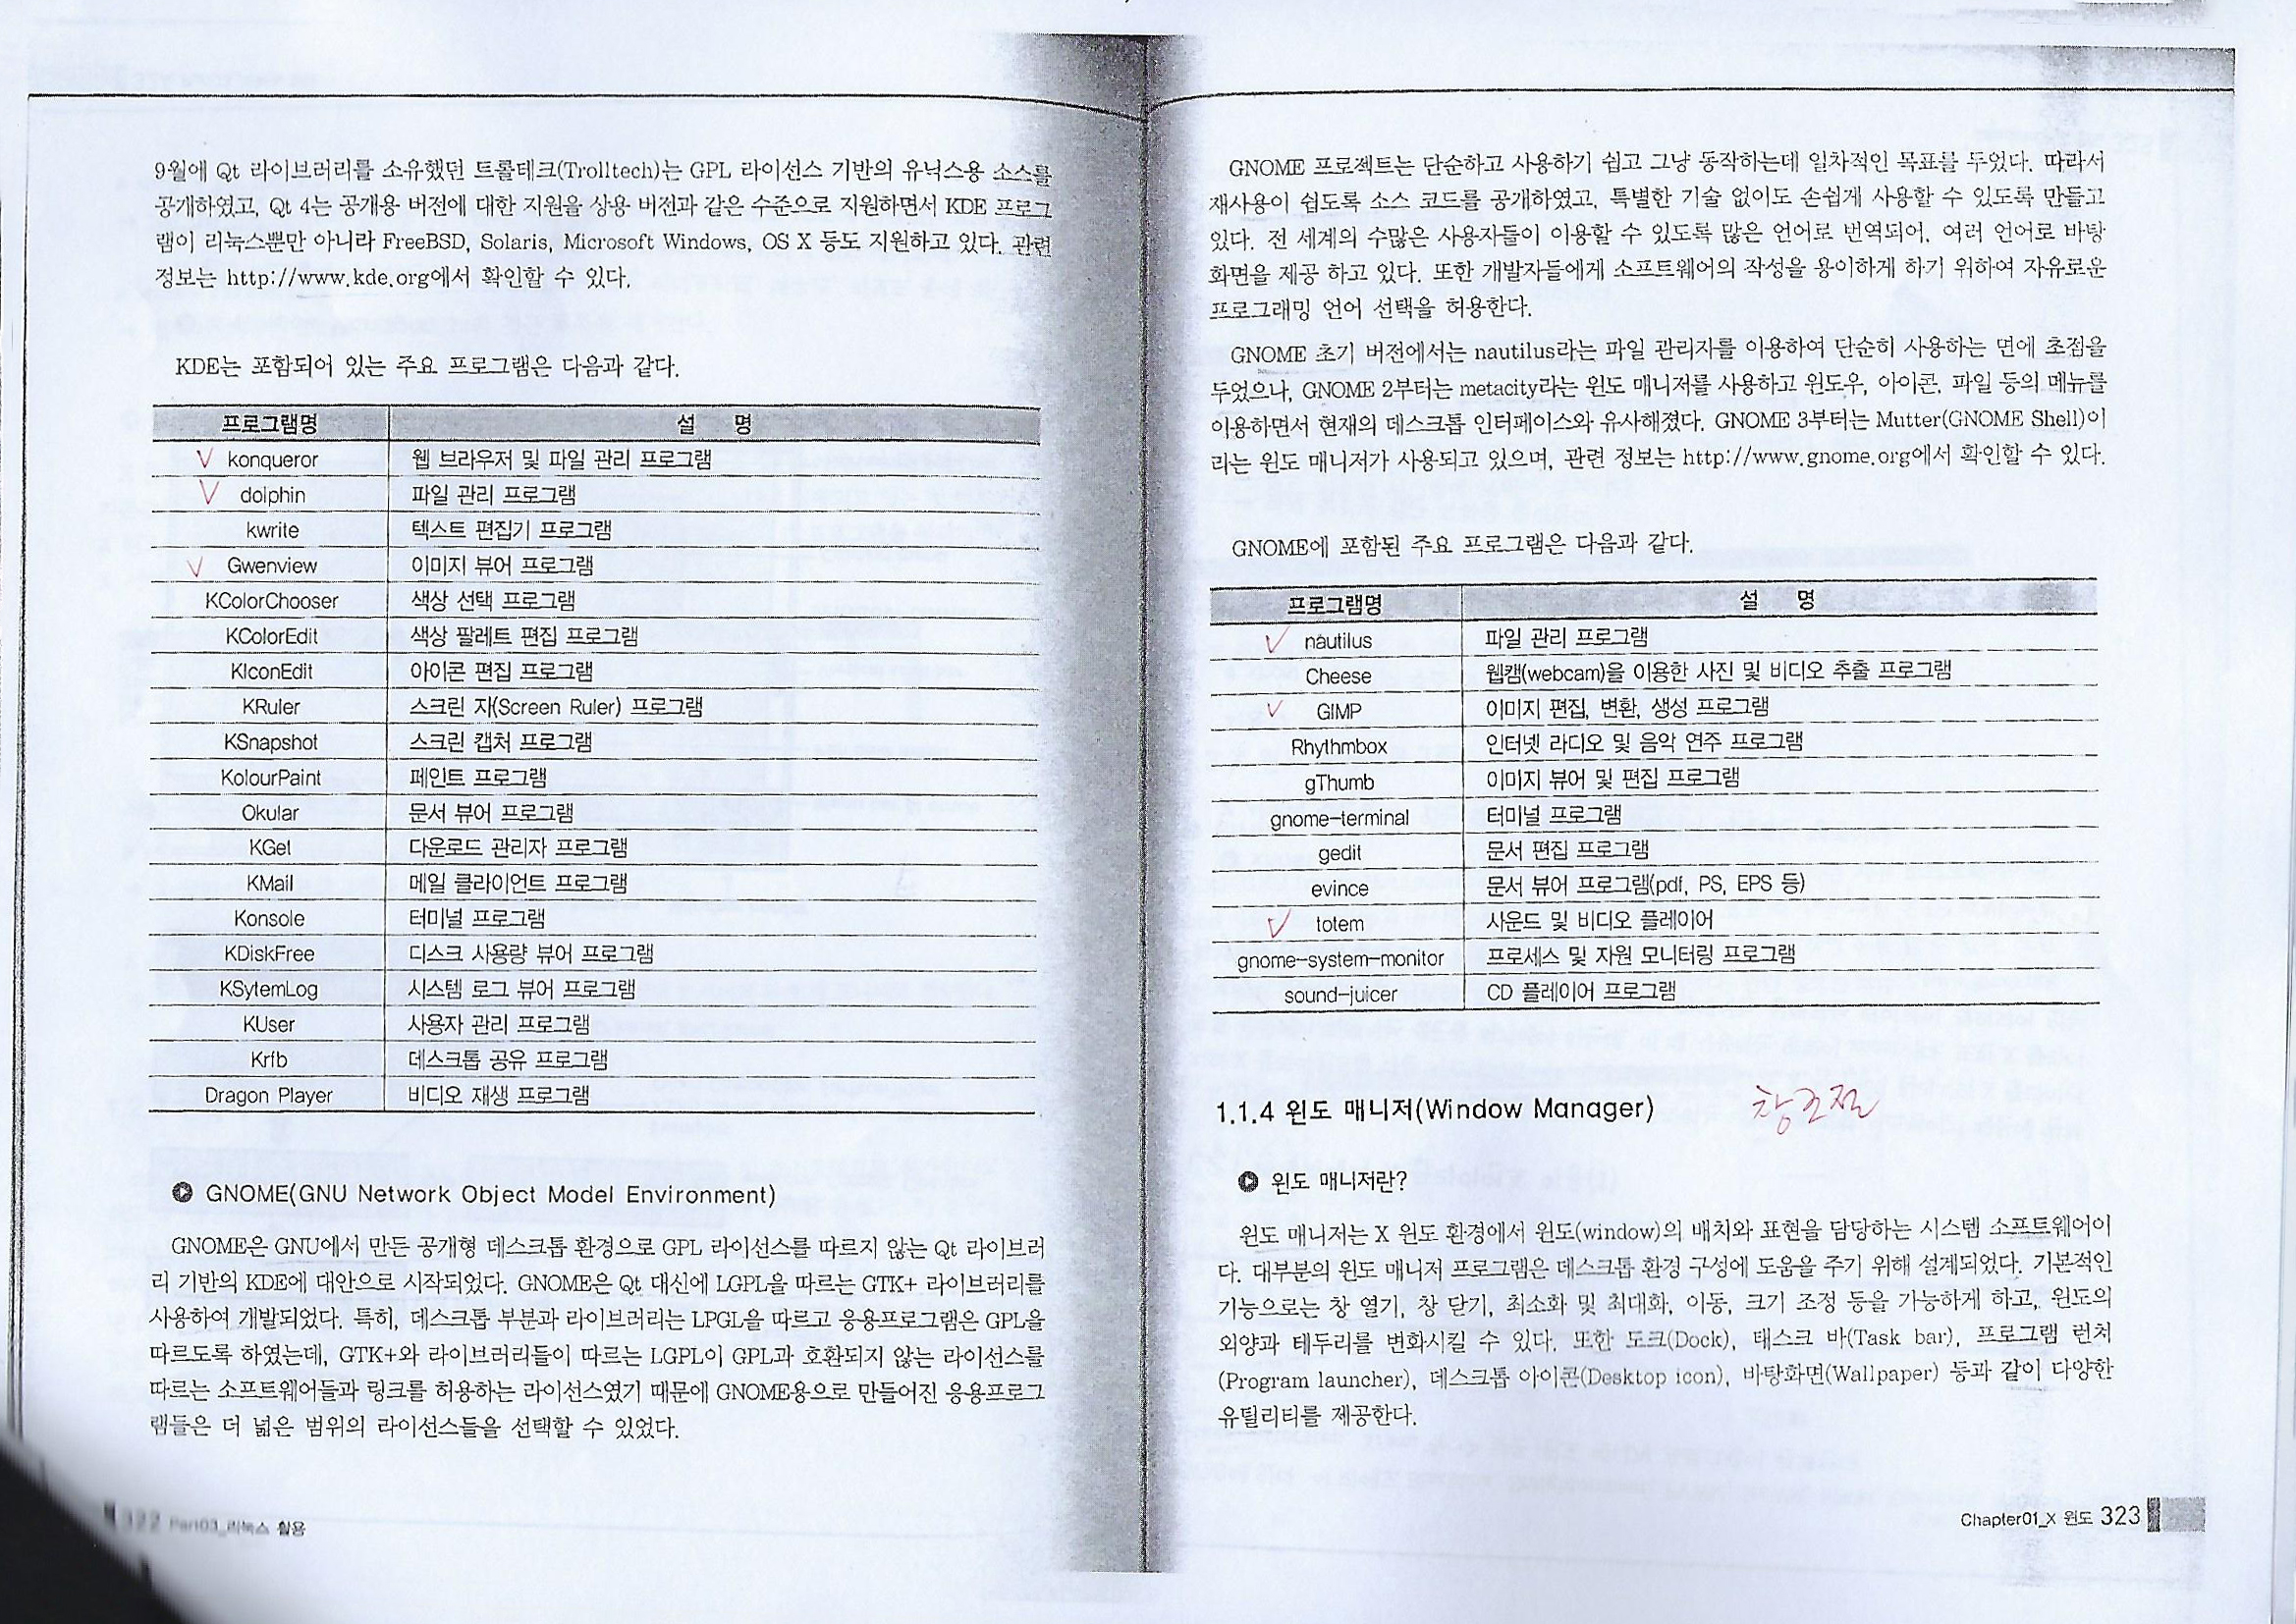 9월에 Qt 라이브러리를 소유했던 트롤테크(Trolltech)는 GPL 라이선스 기반의 유닉스용 소스를
공개하였고, Qt 4는 공개용 버전에 대한 지원을 상용 버전과 같은 수준으로 지원하면서 KDE 프로그
램이 리눅스뿐만 아니라 FreeBSD, Solaris, Microsoft Windows, OS X 등도 지원하고 있다. 관련
정보는 http://www.kde.org에서 확인할 수 있다.
KDE는 포함되어 있는 주요 프로그램은 다음과 같다.
프로그램명 설 명
konqueror 웹 브라우저 및 파일 관리 프로그램
dolphin 파일 관리 프로그램
kwrite 텍스트 편집기 프로그램
Gwenview 이미지 뷰어 프로그램
KColorChooser 색상 선택 프로그램
KColorEdit 색상 팔레트 편집 프로그램
KIconEdit 아이콘 편집 프로그램
KRuler 스크린 자(Screen Ruler) 프로그램
KSnapshot 스크린 캡처 프로그램
KolourPaint 페인트 프로그램
Okular 문서 뷰어 프로그램
KGet 다운로드 관리자 프로그램
KMail 메일 클라이언트 프로그램
Konsole 터미널 프로그램
KDiskFree 디스크 사용량 뷰어 프로그램
KSytemLog 시스템 로그 뷰어 프로그램
KUser 사용자 관리 프로그램
Krfb 데스크톱 공유 프로그램
Dragon Player 비디오 재생 프로그램
GNOME(GNU Network Object Model Environment)
GNOME은 GNU에서 만든 공개형 데스크톱 환경으로 GPL 라이선스를 따르지 않는 Qt 라이브러
리 기반의 KDE에 대안으로 시작되었다. GNOME은 Qt 대신에 LGPL을 따르는 GTK+ 라이브러리를
사용하여 개발되었다. 특히, 데스크톱 부분과 라이브러리는 LPGL을 따르고 응용프로그램은 GPL을
따르도록 하였는데, GTK+와 라이브러리들이 따르는 LGPL이 GPL과 호환되지 않는 라이선스를
따르는 소프트웨어들과 링크를 허용하는 라이선스였기 때문에 GNOME용으로 만들어진 응용프로그
램들은 더 넓은 범위의 라이선스들을 선택할 수 있었다.
322 Part03_리눅스 활용
GNOME 프로젝트는 단순하고 사용하기 쉽고 그냥 동작하는데 일차적인 목표를 두었다. 따라서
재사용이 쉽도록 소스 코드를 공개하였고, 특별한 기술 없이도 손쉽게 사용할 수 있도록 만들고
있다. 전 세계의 수많은 사용자들이 이용할 수 있도록 많은 언어로 번역되어, 여러 언어로 바탕
화면을 제공 하고 있다. 또한 개발자들에게 소프트웨어의 작성을 용이하게 하기 위하여 자유로운
프로그래밍 언어 선택을 허용한다.
GNOME 초기 버전에서는 nautilus라는 파일 관리자를 이용하여 단순히 사용하는 면에 초점을
두었으나, GNOME 2부터는 metacity라는 윈도 매니저를 사용하고 윈도우, 아이콘, 파일 등의 메뉴를
이용하면서 현재의 데스크톱 인터페이스와 유사해졌다. GNOME 3부터는 Mutter(GNOME Shell)이
라는 윈도 매니저가 사용되고 있으며, 관련 정보는 http://www.gnome.org에서 확인할 수 있다.
GNOME에 포함된 주요 프로그램은 다음과 같다.
프로그램명 설 명
nautilus 파일 관리 프로그램
Cheese 웹캠(webcam)을 이용한 사진 및 비디오 추출 프로그램
GIMP 이미지 편집, 변환, 생성 프로그램
Rhythmbox 인터넷 라디오 및 음악 연주 프로그램
gThumb 이미지 뷰어 및 편집 프로그램
gnome-terminal 터미널 프로그램
gedit 문서 편집 프로그램
evince 문서 뷰어 프로그램(pdf, PS, EPS 등)
totem 사운드 및 비디오 플레이어
gnome-system-monitor 프로세스 및 자원 모니터링 프로그램
sound-juicer CD 플레이어 프로그램
1.1.4 윈도 매니저(Window Manager)
윈도 매니저란?
윈도 매니저는 X 윈도 환경에서 윈도(window)의 배치와 표현을 담당하는 시스템 소프트웨어이
다. 대부분의 윈도 매니저 프로그램은 데스크톱 환경 구성에 도움을 주기 위해 설계되었다. 기본적인
기능으로는 창 열기, 창 닫기, 최소화 및 최대화, 이동, 크기 조정 등을 가능하게 하고, 윈도의
외양과 테두리를 변화시킬 수 있다. 또한 도크(Dock), 태스크 바(Task bar), 프로그램 런처
(Program launcher), 데스크톱 아이콘(Desktop icon), 바탕화면(Wallpaper) 등과 같이 다양한
유틸리티를 제공한다.
Chapter01_X 윈도 323